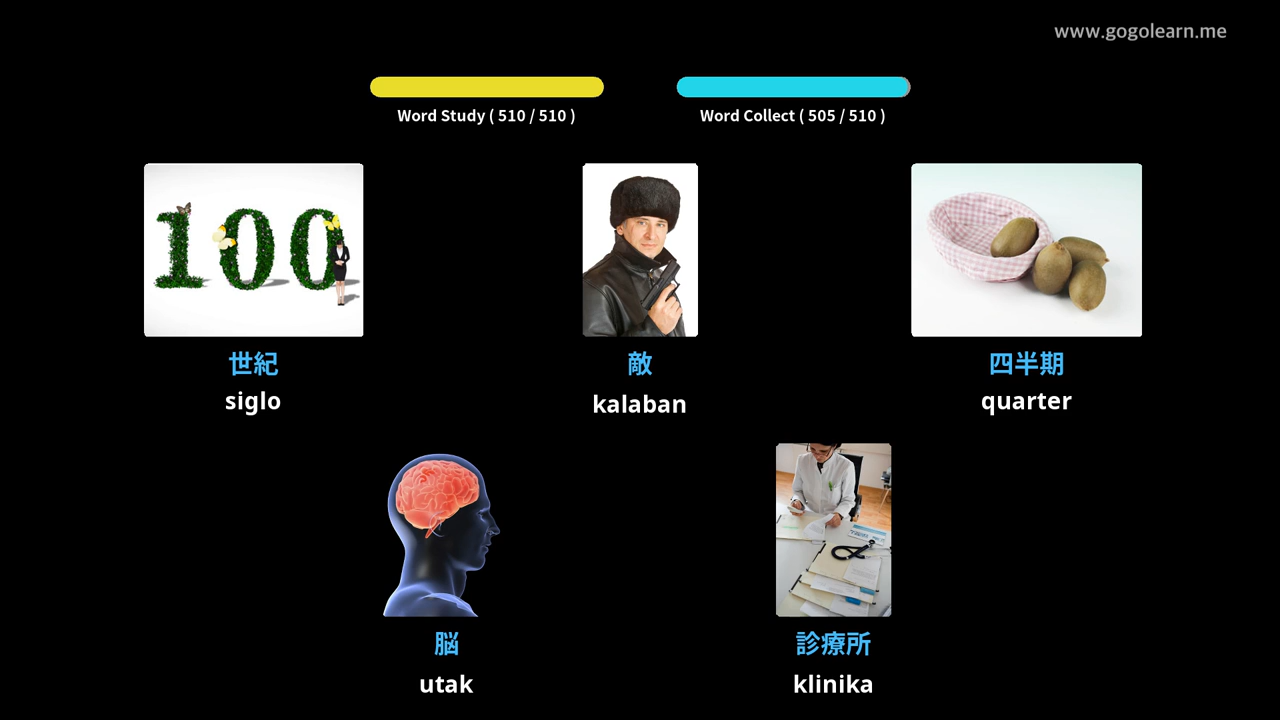 www.gogolearn.me
Word Study ( 510 / 510 )
Word Collect ( 505 / 510 )
100
世紀
siglo
敵
kalaban
四半期
quarter
脳
utak
診療所
klinika